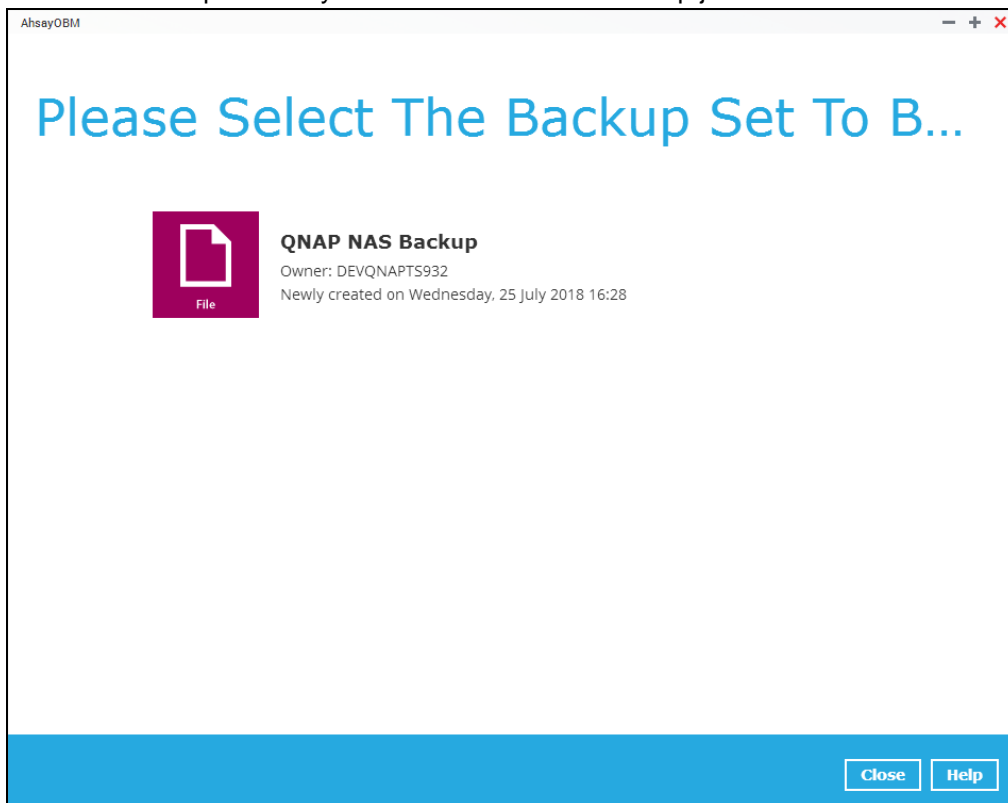 AhsayOBM
Please Select The Backup Set To B...
File
QNAP NAS Backup
Owner: DEVQNAPTS932
Newly created on Wednesday, 25 July 2018 16:28
Close Help